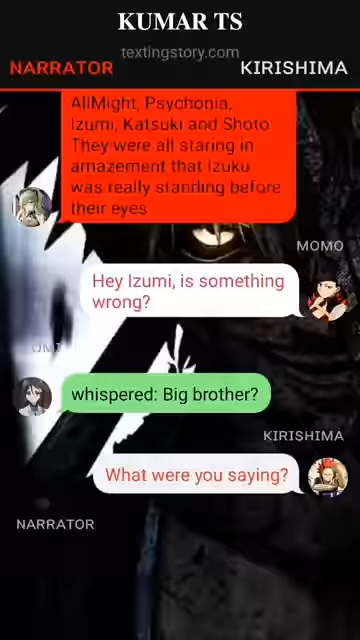 KUMAR TS
textingstory.com
NARRATOR
KIRISHIMA
AllMight, Psychonia,
Izumi, Katsuki and Shoto
They were all staring in
amazement that Izuku
was really standing before
their eyes
MOMO
Hey Izumi, is something
wrong?
whispered: Big brother?
KIRISHIMA
What were you saying?
NARRATOR